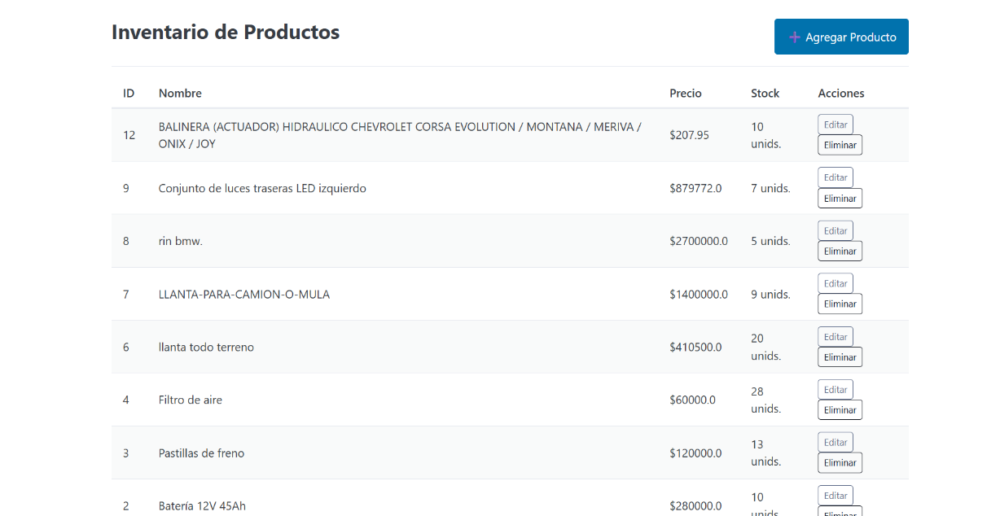 Inventario de Productos
➕ Agregar Producto
ID Nombre Precio Stock Acciones
12 BALINERA (ACTUADOR) HIDRAULICO CHEVROLET CORSA EVOLUTION / MONTANA / MERIVA / $207.95 10 Editar
ONIX / JOY unids. Eliminar
9 Conjunto de luces traseras LED izquierdo $879772.0 7 unids. Editar
Eliminar
8 rin bmw. $2700000.0 5 unids. Editar
Eliminar
7 LLANTA-PARA-CAMION-O-MULA $1400000.0 9 unids. Editar
Eliminar
6 llanta todo terreno $410500.0 20 Editar
unids. Eliminar
4 Filtro de aire $60000.0 28 Editar
unids. Eliminar
3 Pastillas de freno $120000.0 13 Editar
unids. Eliminar
2 Batería 12V 45Ah $280000.0 10 Editar
unids. Eliminar